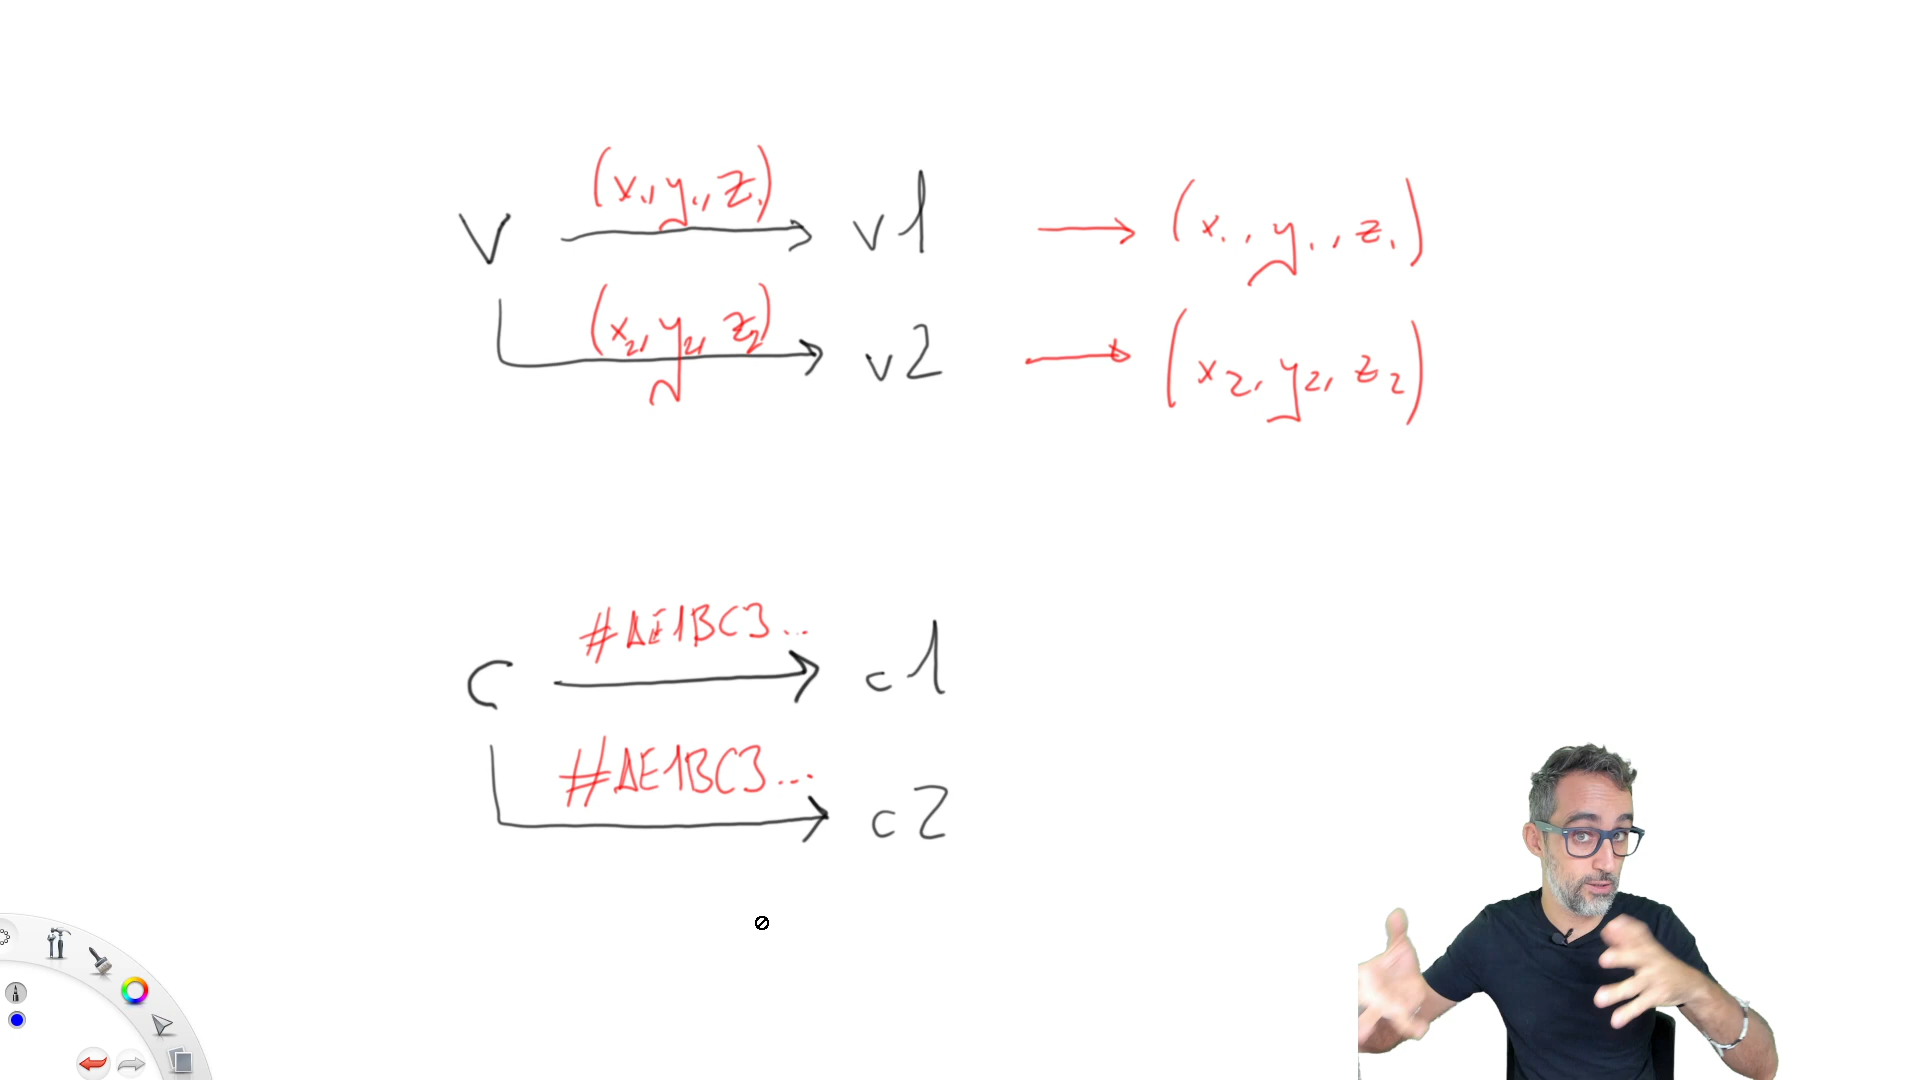 (x₁, y₁, z₁)
v v1 (x₁, y₁, z₁)
(x₂, y₂, z₂)
v2 (x₂, y₂, z₂)
#AE1BC3...
c c1
#AE1BC3...
c2